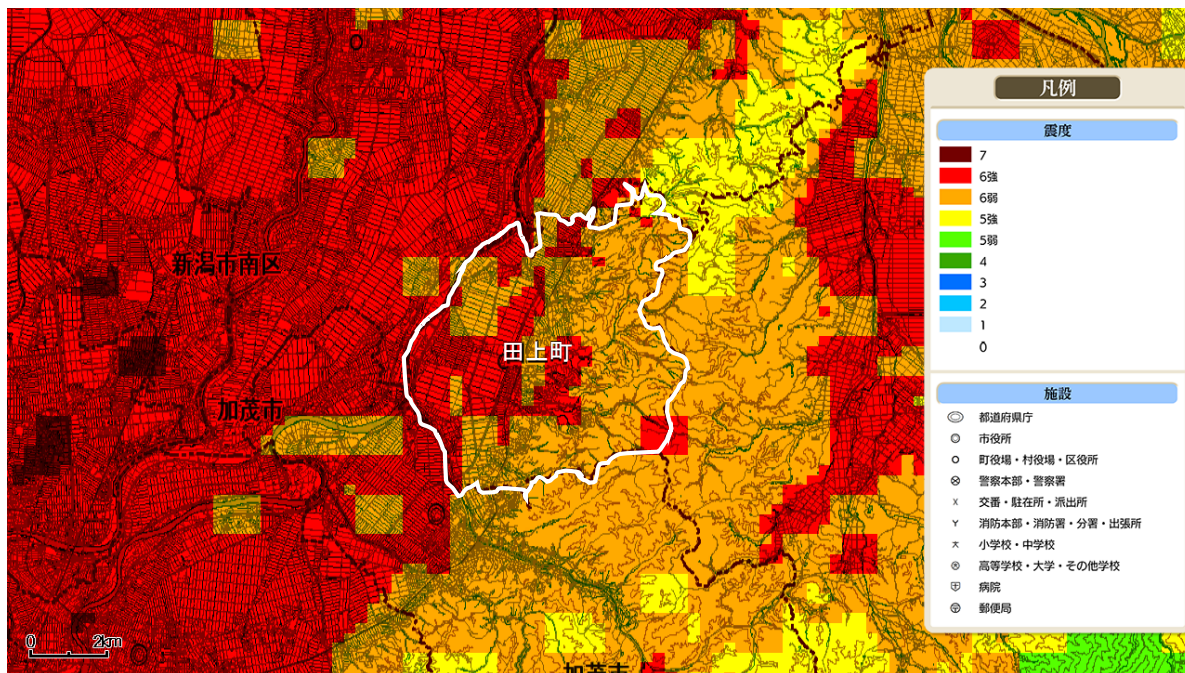 新潟市南区
田上町
加茂市
加茂市
0 2km
凡例
震度
7
6強
6弱
5強
5弱
4
3
2
1
0
施設
都道府県庁
市役所
町役場・村役場・区役所
警察本部・警察署
交番・駐在所・派出所
消防本部・消防署・分署・出張所
小学校・中学校
高等学校・大学・その他学校
病院
郵便局